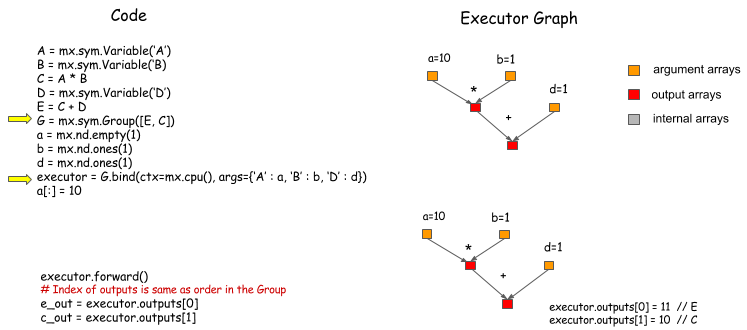 Code
A = mx.sym.Variable('A')
B = mx.sym.Variable('B')
C = A * B
D = mx.sym.Variable('D')
E = C + D
G = mx.sym.Group([E, C])
a = mx.nd.empty(1)
b = mx.nd.ones(1)
d = mx.nd.ones(1)
executor = G.bind(ctx=mx.cpu(), args={'A' : a, 'B' : b, 'D' : d})
a[:] = 10
executor.forward()
# Index of outputs is same as order in the Group
e_out = executor.outputs[0]
c_out = executor.outputs[1]
Executor Graph
a=10
b=1
*
d=1
+
argument arrays
output arrays
internal arrays
a=10
b=1
*
d=1
+
executor.outputs[0] = 11 // E
executor.outputs[1] = 10 // C